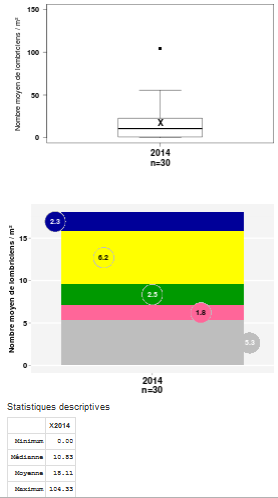 Nombre moyen de lombriciens / m²
150
100
50
0
X
2014
n=30
Nombre moyen de lombriciens / m²
15
10
5
0
2.3
6.2
2.5
1.8
5.3
2014
n=30
Statistiques descriptives
X2014
Minimum 0.00
Médianne 10.83
Moyenne 18.11
Maximum 104.33